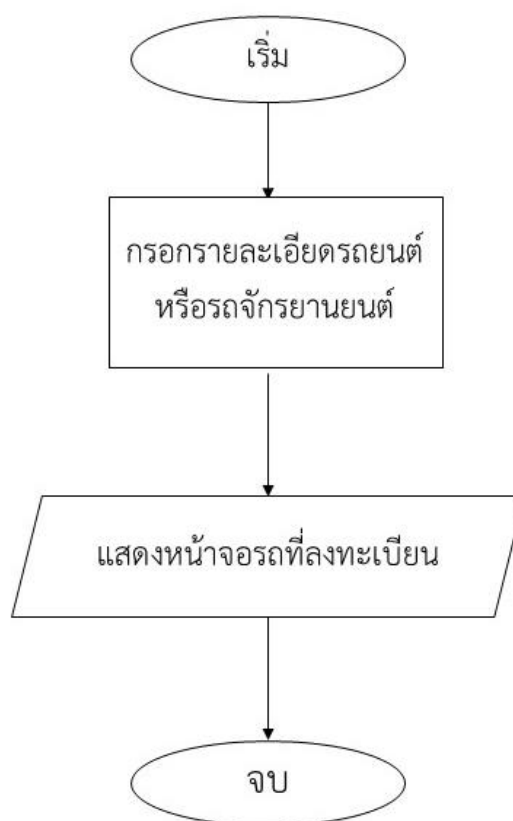 เริ่ม
กรอกรายละเอียดรถยนต์
หรือรถจักรยานยนต์
แสดงหน้าจอรถที่ลงทะเบียน
จบ